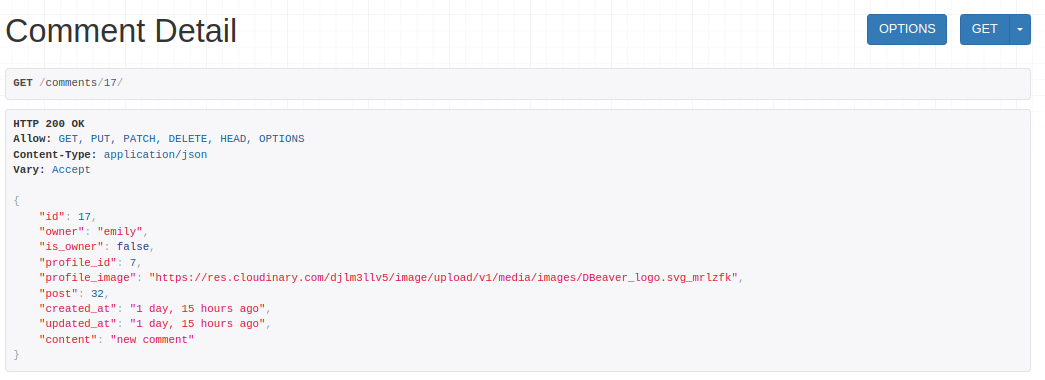 Comment Detail
OPTIONS
GET
GET /comments/17/
HTTP 200 OK
Allow: GET, PUT, PATCH, DELETE, HEAD, OPTIONS
Content-Type: application/json
Vary: Accept
{
    "id": 17,
    "owner": "emily",
    "is_owner": false,
    "profile_id": 7,
    "profile_image": "https://res.cloudinary.com/djlm3llv5/image/upload/v1/media/images/DBeaver_logo.svg_mrlzfk",
    "post": 32,
    "created_at": "1 day, 15 hours ago",
    "updated_at": "1 day, 15 hours ago",
    "content": "new comment"
}